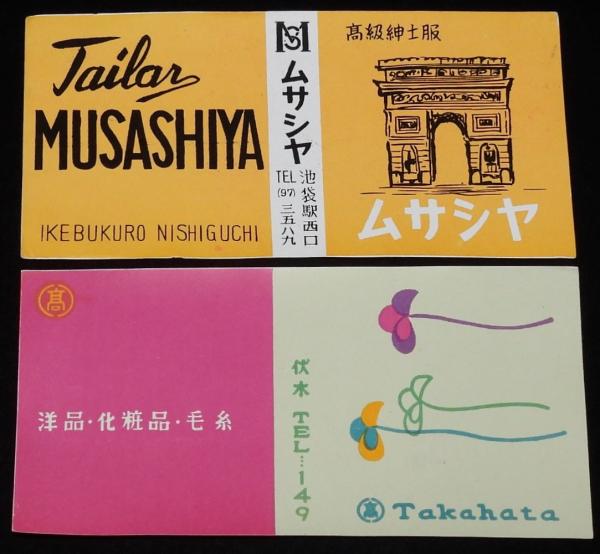 Tailar
MUSASHIYA
IKEBUKURO NISHIGUCHI
ムサシヤ
池袋駅西口
TEL(97)三五八九
高級紳士服
ムサシヤ
髙
洋品・化粧品・毛糸
伏木 TEL…149
髙 Takahata